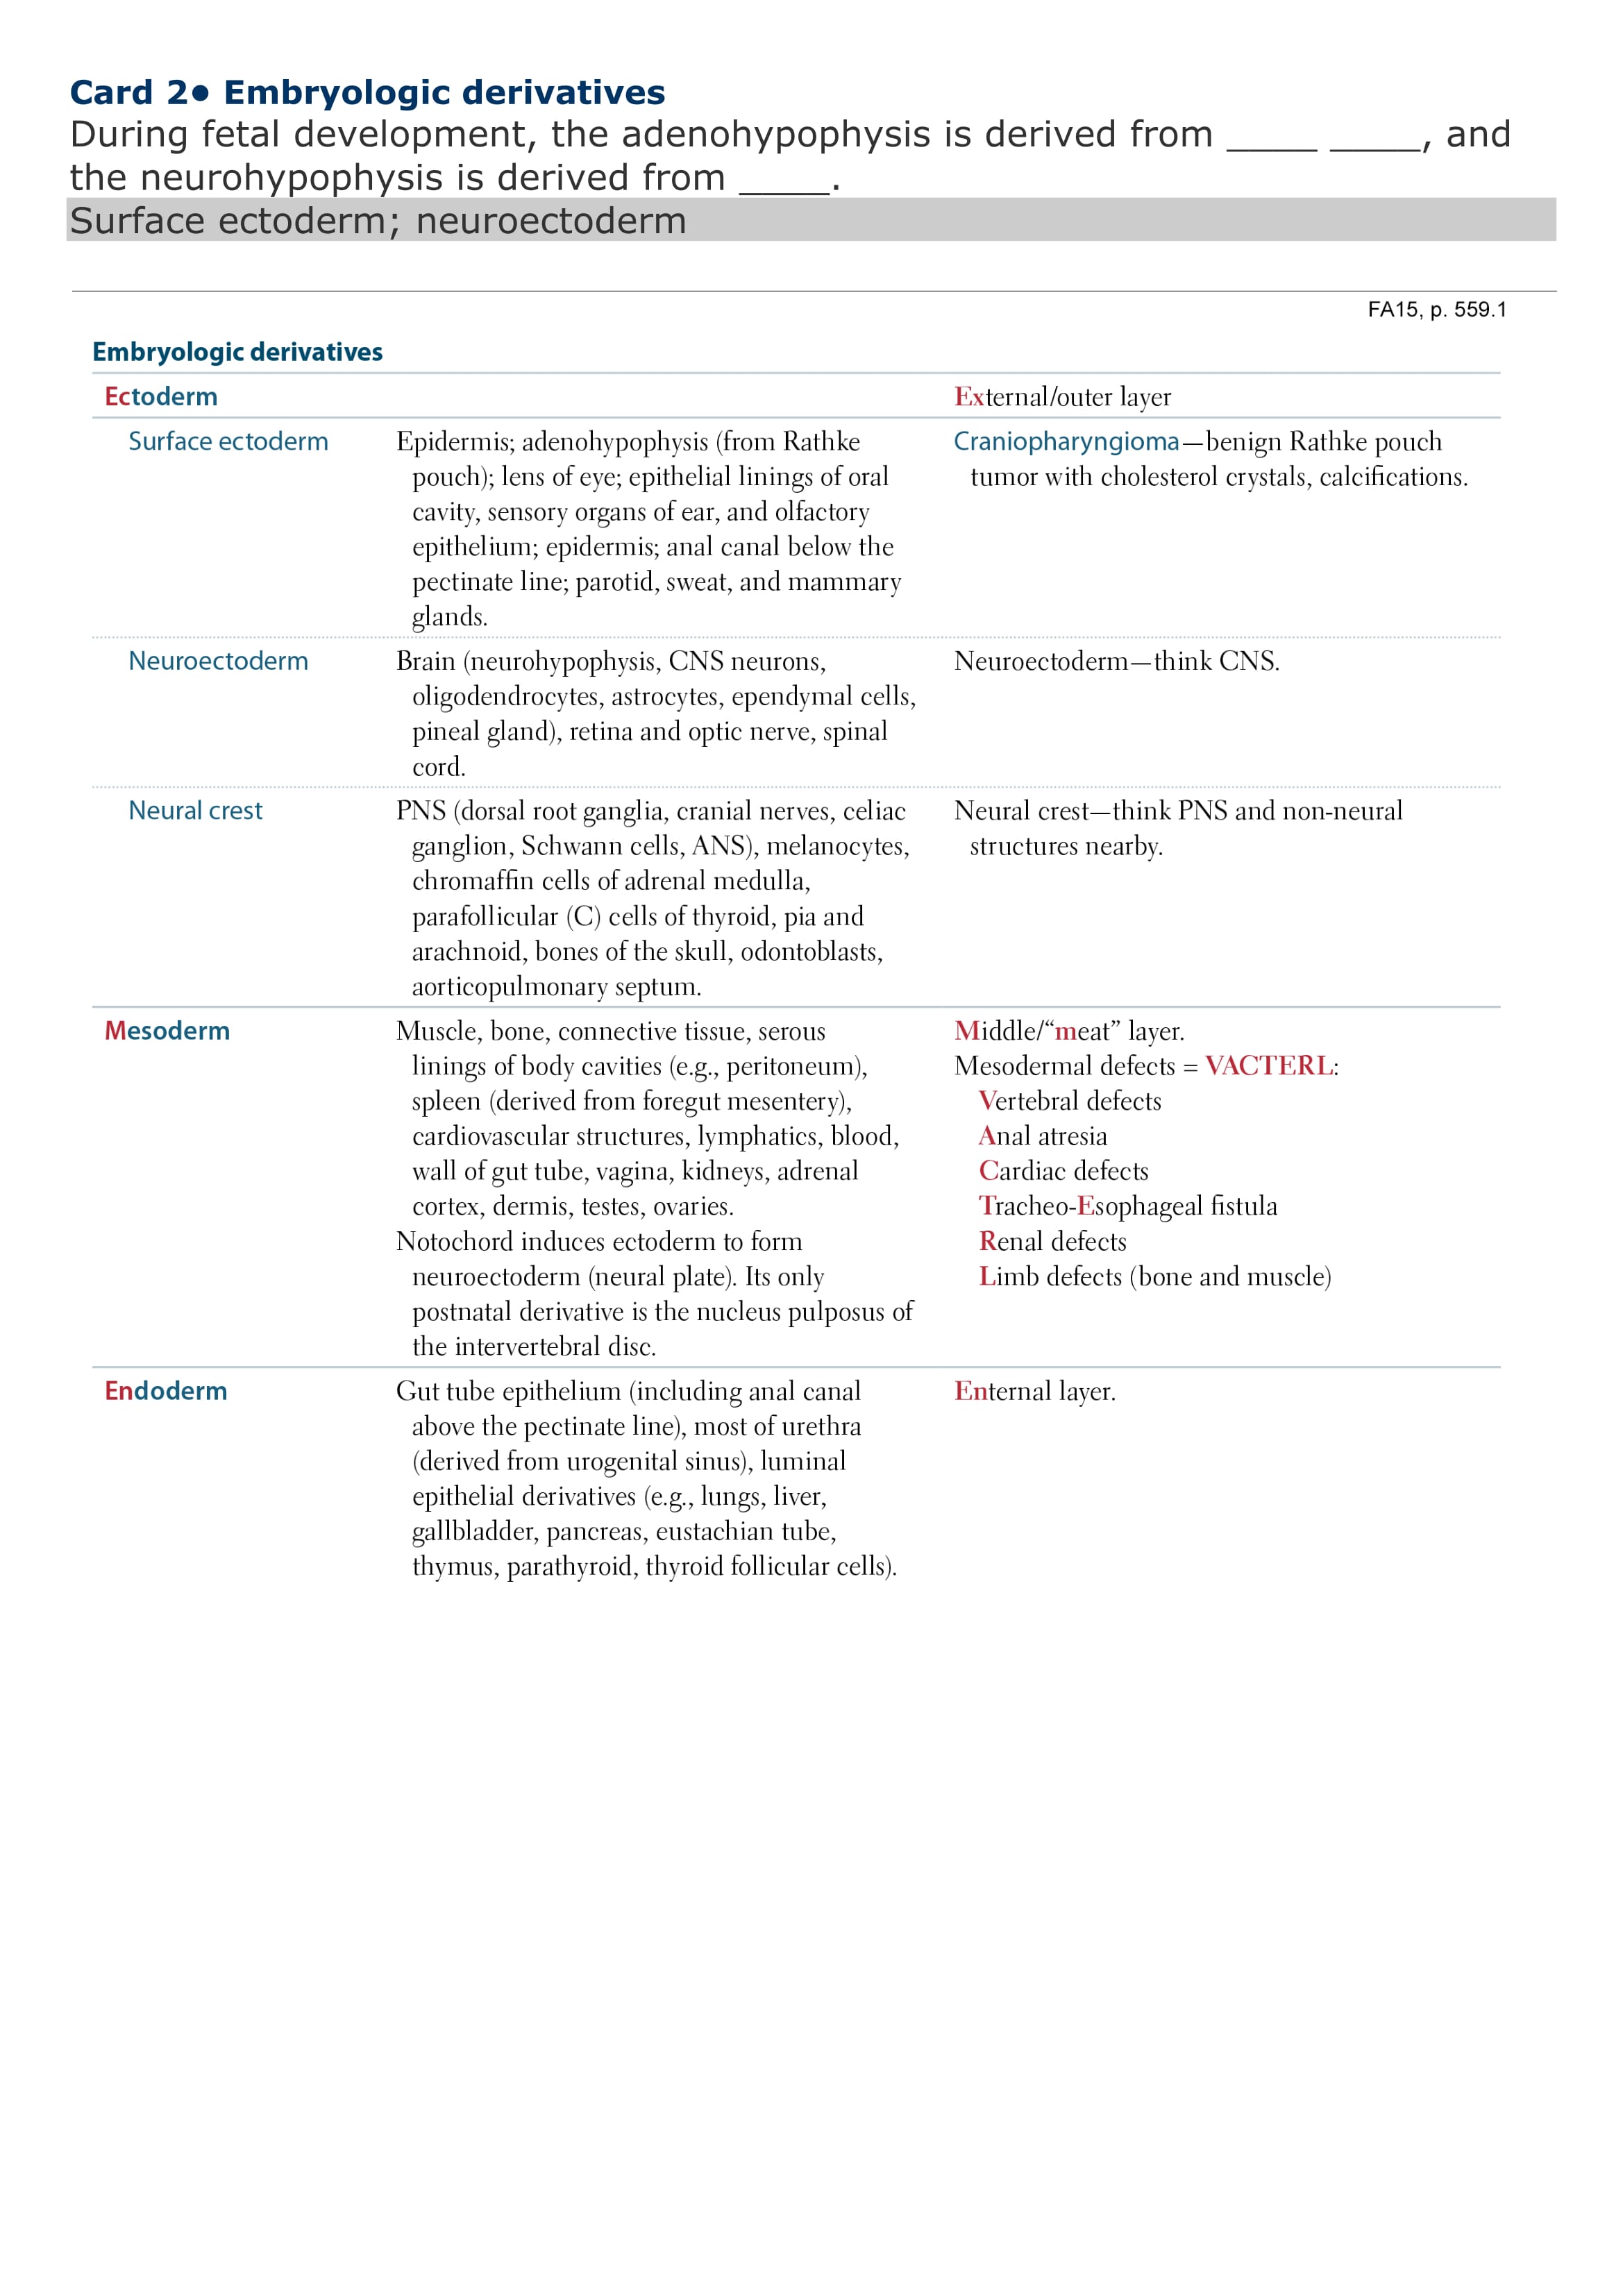 Card 2• Embryologic derivatives
During fetal development, the adenohypophysis is derived from ____ ____, and
the neurohypophysis is derived from ____.
Surface ectoderm; neuroectoderm
FA15, p. 559.1
Embryologic derivatives
Ectoderm
External/outer layer
Surface ectoderm
Epidermis; adenohypophysis (from Rathke
pouch); lens of eye; epithelial linings of oral
cavity, sensory organs of ear, and olfactory
epithelium; epidermis; anal canal below the
pectinate line; parotid, sweat, and mammary
glands.
Craniopharyngioma—benign Rathke pouch
tumor with cholesterol crystals, calcifications.
Neuroectoderm
Brain (neurohypophysis, CNS neurons,
oligodendrocytes, astrocytes, ependymal cells,
pineal gland), retina and optic nerve, spinal
cord.
Neuroectoderm—think CNS.
Neural crest
PNS (dorsal root ganglia, cranial nerves, celiac
ganglion, Schwann cells, ANS), melanocytes,
chromaffin cells of adrenal medulla,
parafollicular (C) cells of thyroid, pia and
arachnoid, bones of the skull, odontoblasts,
aorticopulmonary septum.
Neural crest—think PNS and non-neural
structures nearby.
Mesoderm
Muscle, bone, connective tissue, serous
linings of body cavities (e.g., peritoneum),
spleen (derived from foregut mesentery),
cardiovascular structures, lymphatics, blood,
wall of gut tube, vagina, kidneys, adrenal
cortex, dermis, testes, ovaries.
Notochord induces ectoderm to form
neuroectoderm (neural plate). Its only
postnatal derivative is the nucleus pulposus of
the intervertebral disc.
Middle/“meat” layer.
Mesodermal defects = VACTERL:
Vertebral defects
Anal atresia
Cardiac defects
Tracheo-Esophageal fistula
Renal defects
Limb defects (bone and muscle)
Endoderm
Gut tube epithelium (including anal canal
above the pectinate line), most of urethra
(derived from urogenital sinus), luminal
epithelial derivatives (e.g., lungs, liver,
gallbladder, pancreas, eustachian tube,
thymus, parathyroid, thyroid follicular cells).
Enternal layer.